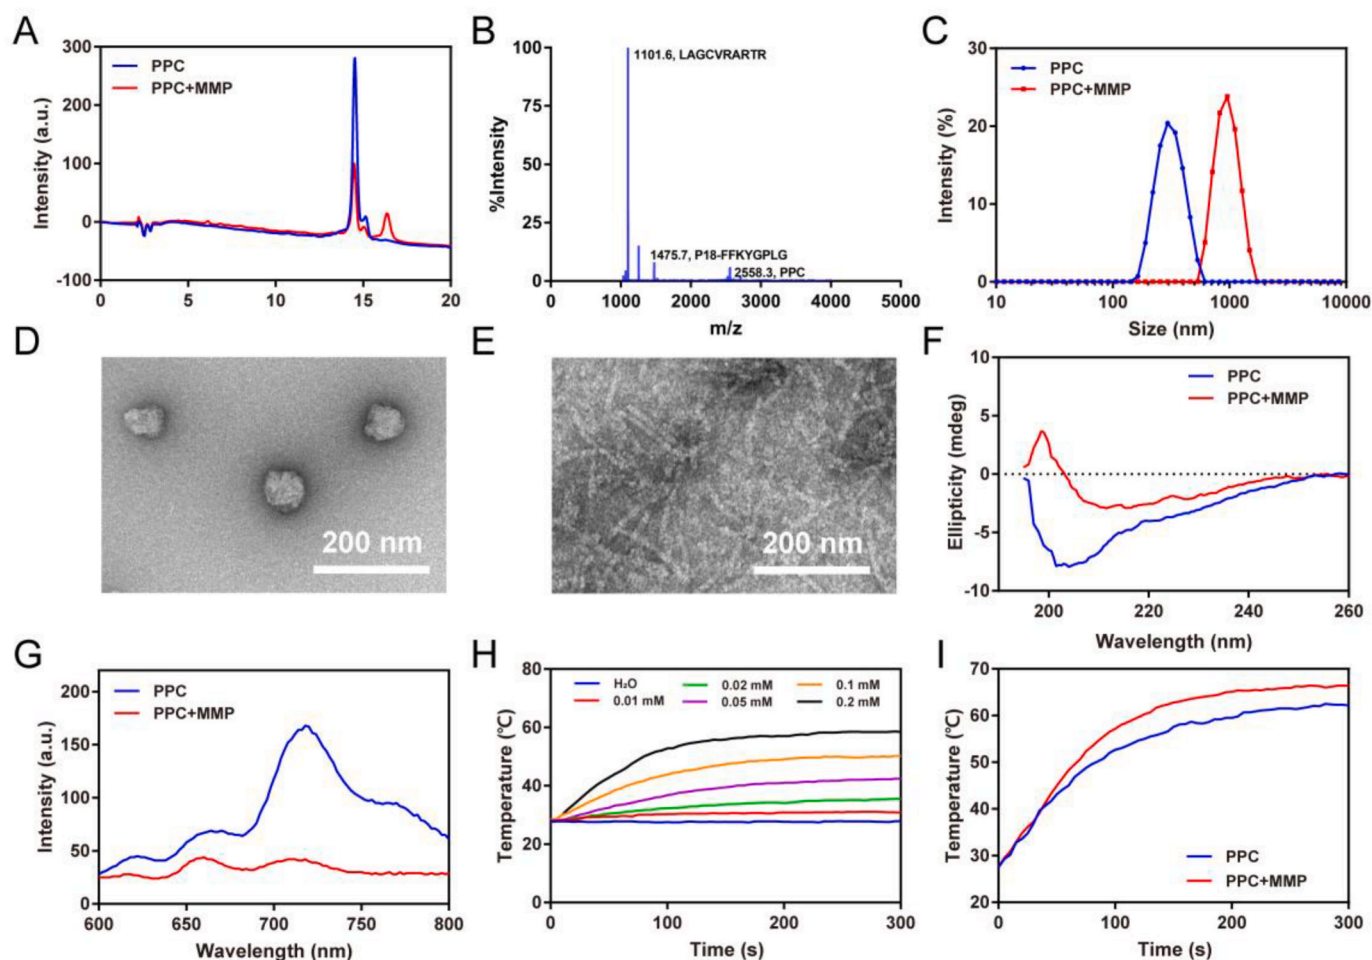 A
300
200
100
0
-100
Intensity (a.u.)
PPC
PPC+MMP
0
5
10
15
20
B
100
75
50
25
0
%Intensity
1101.6, LAGCVRARTR
1475.7, P18-FFKYGPLG
2558.3, PPC
0
1000
2000
3000
4000
5000
m/z
C
30
20
10
0
Intensity (%)
PPC
PPC+MMP
10
100
1000
10000
Size (nm)
D
200 nm
E
200 nm
F
10
5
0
-5
-10
Ellipticity (mdeg)
PPC
PPC+MMP
200
220
240
260
Wavelength (nm)
G
200
150
100
50
0
Intensity (a.u.)
PPC
PPC+MMP
600
650
700
750
800
Wavelength (nm)
H
80
60
40
20
0
Temperature (℃)
H₂O
0.02 mM
0.1 mM
0.01 mM
0.05 mM
0.2 mM
0
100
200
300
Time (s)
I
70
60
50
40
30
20
Temperature (℃)
PPC
PPC+MMP
0
100
200
300
Time (s)